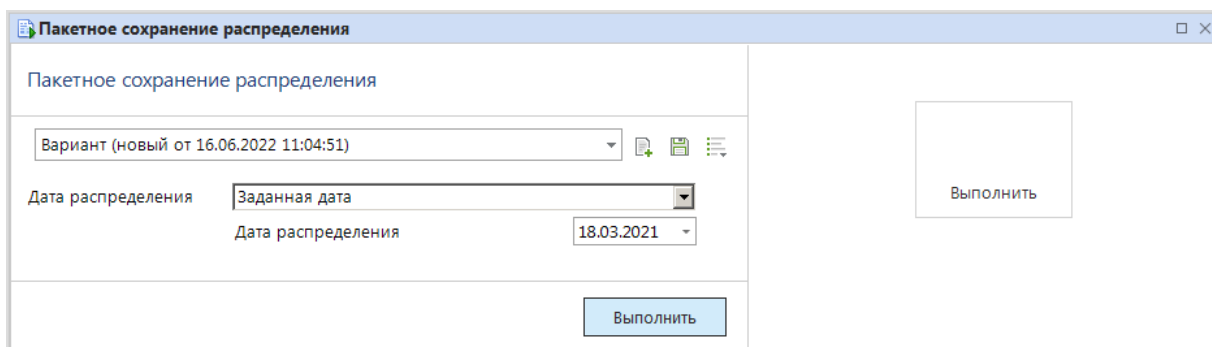 Пакетное сохранение распределения
Пакетное сохранение распределения
Вариант (новый от 16.06.2022 11:04:51)
Дата распределения Заданная дата
Дата распределения 18.03.2021
Выполнить
Выполнить